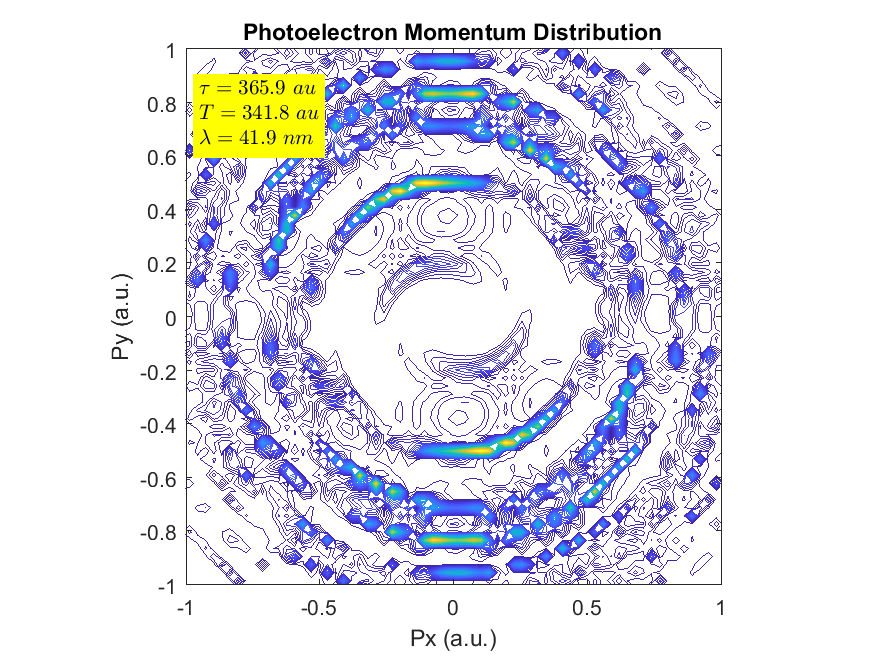 Photoelectron Momentum Distribution
τ = 365.9 au
T = 341.8 au
λ = 41.9 nm
1
0.8
0.6
0.4
0.2
0
-0.2
-0.4
-0.6
-0.8
-1
Py (a.u.)
-1 -0.5 0 0.5 1
Px (a.u.)